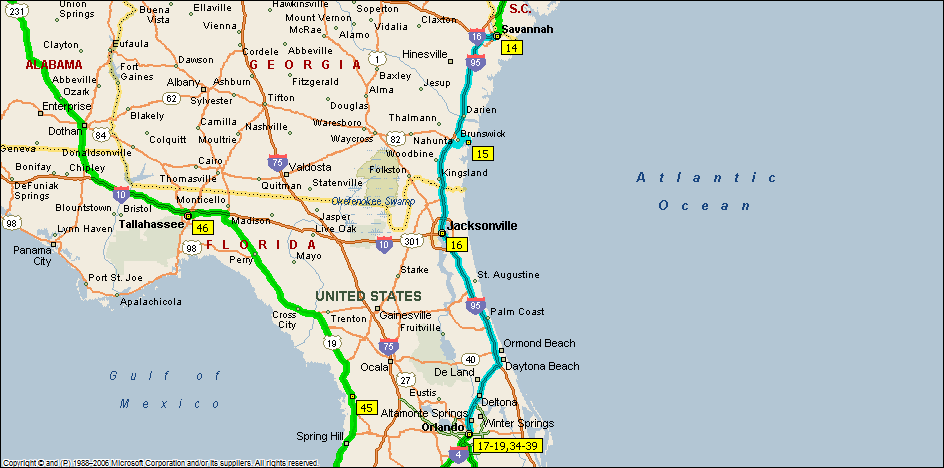 231
Union Springs
Buena Vista
Ellaville
Hawkinsville
Soperton
Claxton
S.C.
Vienna
Mount Vernon
McRae
Alamo
Vidalia
16
Savannah
14
Clayton
Eufaula
Cordele
Abbeville
1
Hinesville
95
ALABAMA
Fort Gaines
Dawson
GEORGIA
Abbeville
Ozark
Albany
Ashburn
Fitzgerald
Baxley
Alma
Jesup
Enterprise
62
Sylvester
Tifton
Douglas
Darien
Dothan
84
Blakely
Camilla
Nashville
Waresboro
Thalmann
Colquitt
Moultrie
Waycross
82
Nahunta
Brunswick
15
Geneva
Donaldsonville
Cairo
75
Valdosta
Woodbine
Bonifay
Chipley
Thomasville
Quitman
Statenville
Folkston
Kingsland
DeFuniak Springs
10
Monticello
Okefenokee Swamp
Atlantic
Ocean
Blountstown
Bristol
Tallahassee
46
Madison
Jasper
Live Oak
Jacksonville
98
Lynn Haven
Panama City
98
FLORIDA
10
301
16
Perry
Mayo
Starke
St. Augustine
Port St. Joe
Apalachicola
UNITED STATES
95
Palm Coast
Cross City
Trenton
Gainesville
Fruitville
19
75
Ormond Beach
Gulf of
Mexico
Ocala
40
Daytona Beach
27
De Land
Eustis
Deltona
45
Altamonte Springs
Winter Springs
Spring Hill
Orlando
17-19,34-39
4
Copyright © and (P) 1988–2006 Microsoft Corporation and/or its suppliers. All rights reserved.